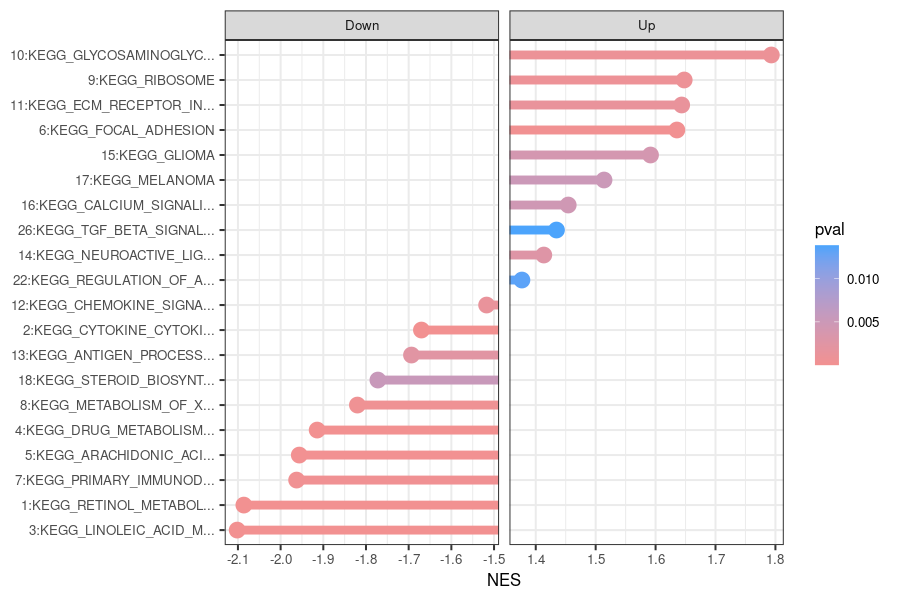 Down
Up
10:KEGG_GLYCOSAMINOGLYC...
9:KEGG_RIBOSOME
11:KEGG_ECM_RECEPTOR_IN...
6:KEGG_FOCAL_ADHESION
15:KEGG_GLIOMA
17:KEGG_MELANOMA
16:KEGG_CALCIUM_SIGNALI...
26:KEGG_TGF_BETA_SIGNAL...
14:KEGG_NEUROACTIVE_LIG...
22:KEGG_REGULATION_OF_A...
12:KEGG_CHEMOKINE_SIGNA...
2:KEGG_CYTOKINE_CYTOKI...
13:KEGG_ANTIGEN_PROCESS...
18:KEGG_STEROID_BIOSYNT...
8:KEGG_METABOLISM_OF_X...
4:KEGG_DRUG_METABOLISM...
5:KEGG_ARACHIDONIC_ACI...
7:KEGG_PRIMARY_IMMUNOD...
1:KEGG_RETINOL_METABOL...
3:KEGG_LINOLEIC_ACID_M...
-2.1 -2.0 -1.9 -1.8 -1.7 -1.6 -1.5
1.4 1.5 1.6 1.7 1.8
NES
pval
0.010
0.005